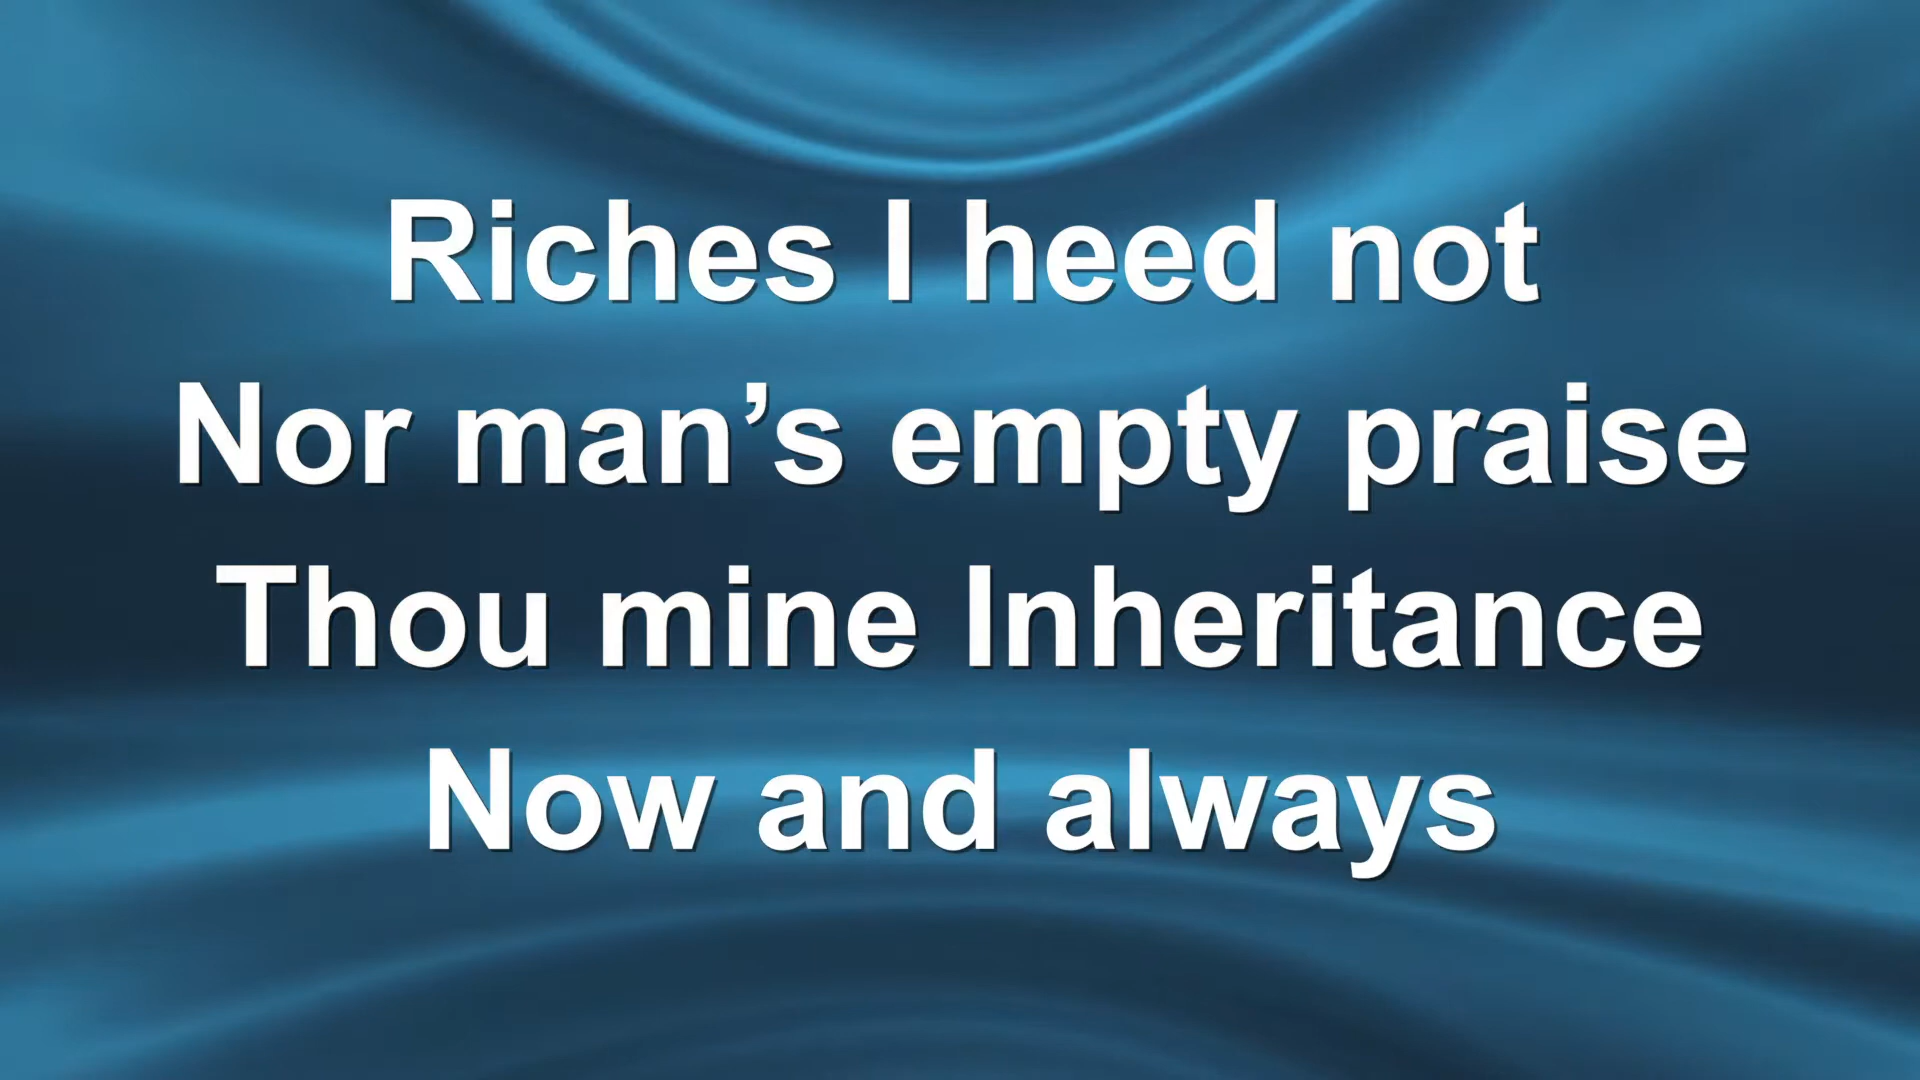 Riches I heed not
Nor man’s empty praise
Thou mine Inheritance
Now and always